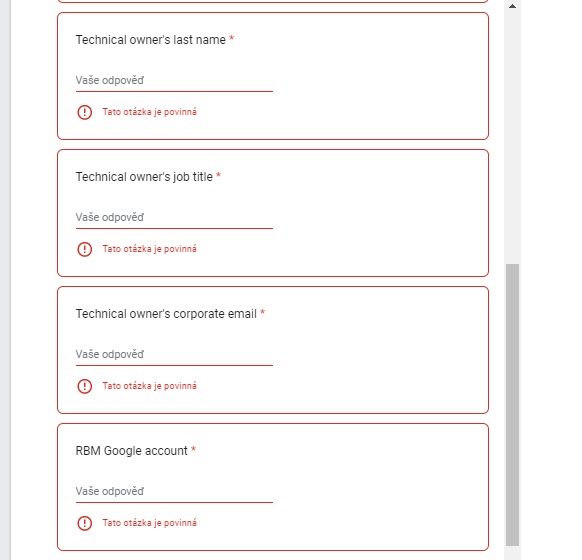 Technical owner's last name *
Vaše odpověď
Tato otázka je povinná
Technical owner's job title *
Vaše odpověď
Tato otázka je povinná
Technical owner's corporate email *
Vaše odpověď
Tato otázka je povinná
RBM Google account *
Vaše odpověď
Tato otázka je povinná